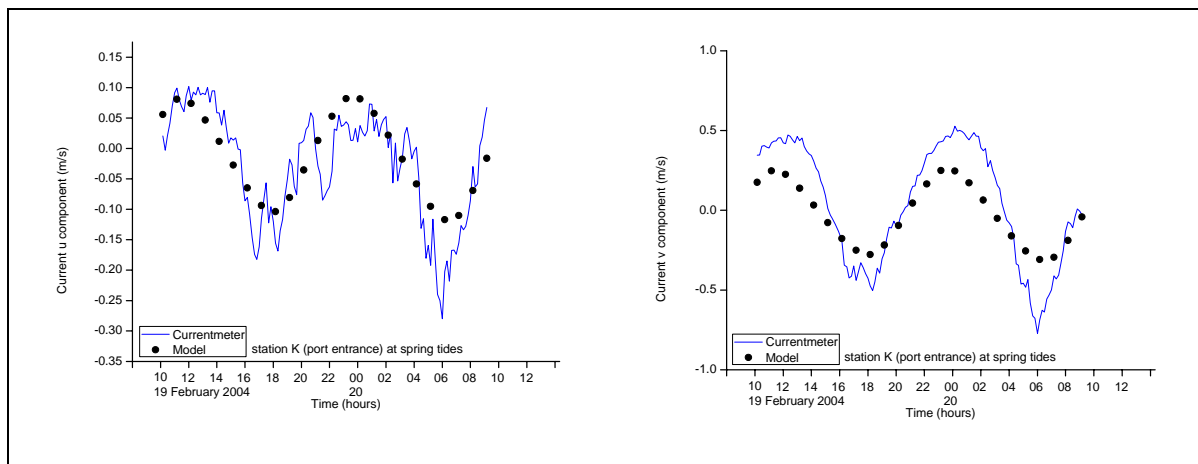 0.15
0.10
0.05
0.00
-0.05
-0.10
-0.15
-0.20
-0.25
-0.30
-0.35
Current u component (m/s)
Currentmeter
Model
station K (port entrance) at spring tides
10 12 14 16 18 20 22 00 02 04 06 08 10 12
19 February 2004 20
Time (hours)
1.0
0.5
0.0
-0.5
-1.0
Current v component (m/s)
Currentmeter
Model
station K (port entrance) at spring tides
10 12 14 16 18 20 22 00 02 04 06 08 10 12
19 February 2004 20
Time (hours)